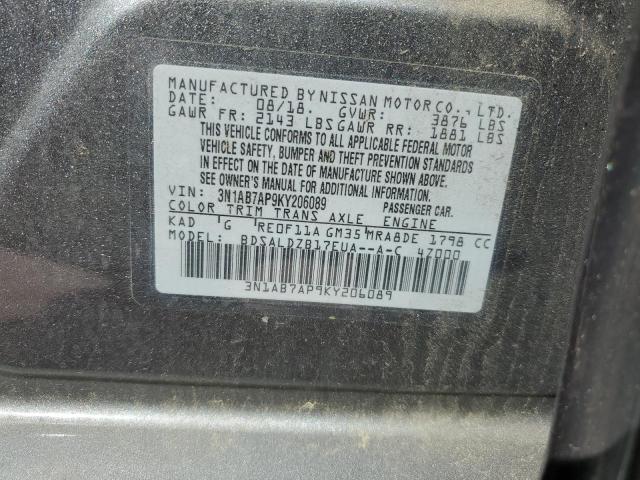 MANUFACTURED BY NISSAN MOTOR CO., LTD.
DATE: 08/18. GVWR: 3876 LBS
GAWR FR: 2143 LBS GAWR RR: 1881 LBS
THIS VEHICLE CONFORMS TO ALL APPLICABLE FEDERAL MOTOR
VEHICLE SAFETY, BUMPER AND THEFT PREVENTION STANDARDS
IN EFFECT ON THE DATE OF MANUFACTURE SHOWN ABOVE.
SEE OWNER'S MANUAL FOR ADDITIONAL INFORMATION.
VIN: 3N1AB7AP9KY206089 PASSENGER CAR.
COLOR TRIM TRANS AXLE ENGINE
KAD G RE0F11A GM35 MRA8DE 1798 CC
MODEL: BDSALDZB17EUA--A-C 47000
3N1AB7AP9KY206089